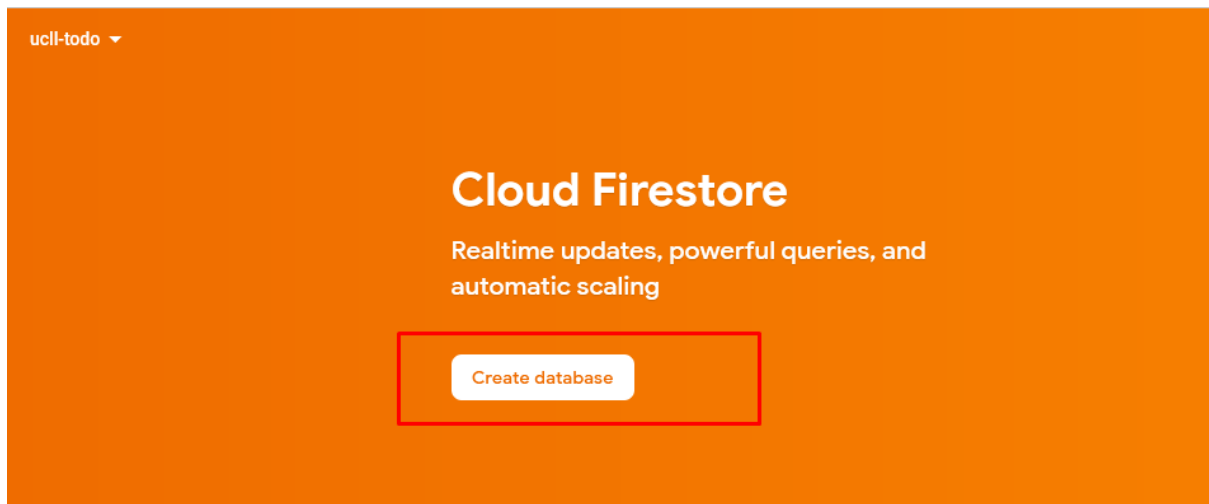 ucll-todo
Cloud Firestore
Realtime updates, powerful queries, and
automatic scaling
Create database